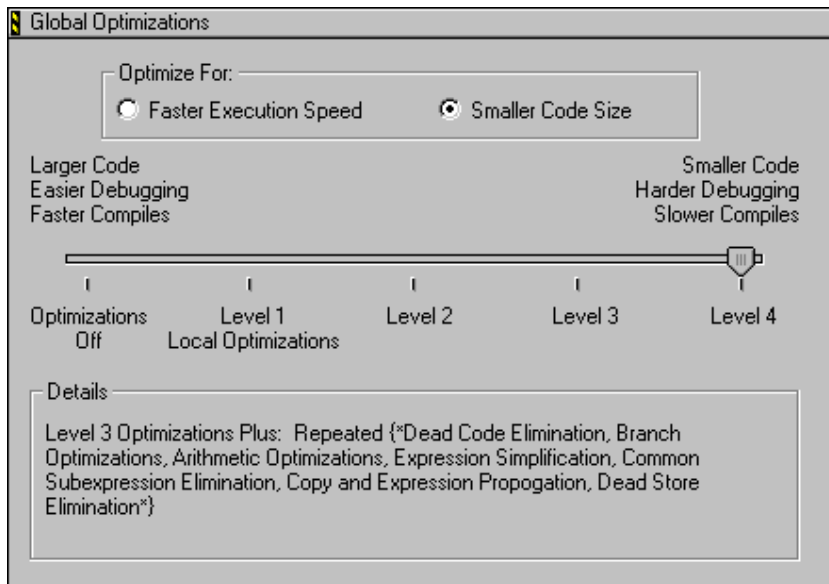 Global Optimizations
Optimize For:
Faster Execution Speed
Smaller Code Size
Larger Code
Easier Debugging
Faster Compiles
Smaller Code
Harder Debugging
Slower Compiles
Optimizations
Off
Level 1
Local Optimizations
Level 2
Level 3
Level 4
Details
Level 3 Optimizations Plus:  Repeated {*Dead Code Elimination, Branch
Optimizations, Arithmetic Optimizations, Expression Simplification, Common
Subexpression Elimination, Copy and Expression Propogation, Dead Store
Elimination*}